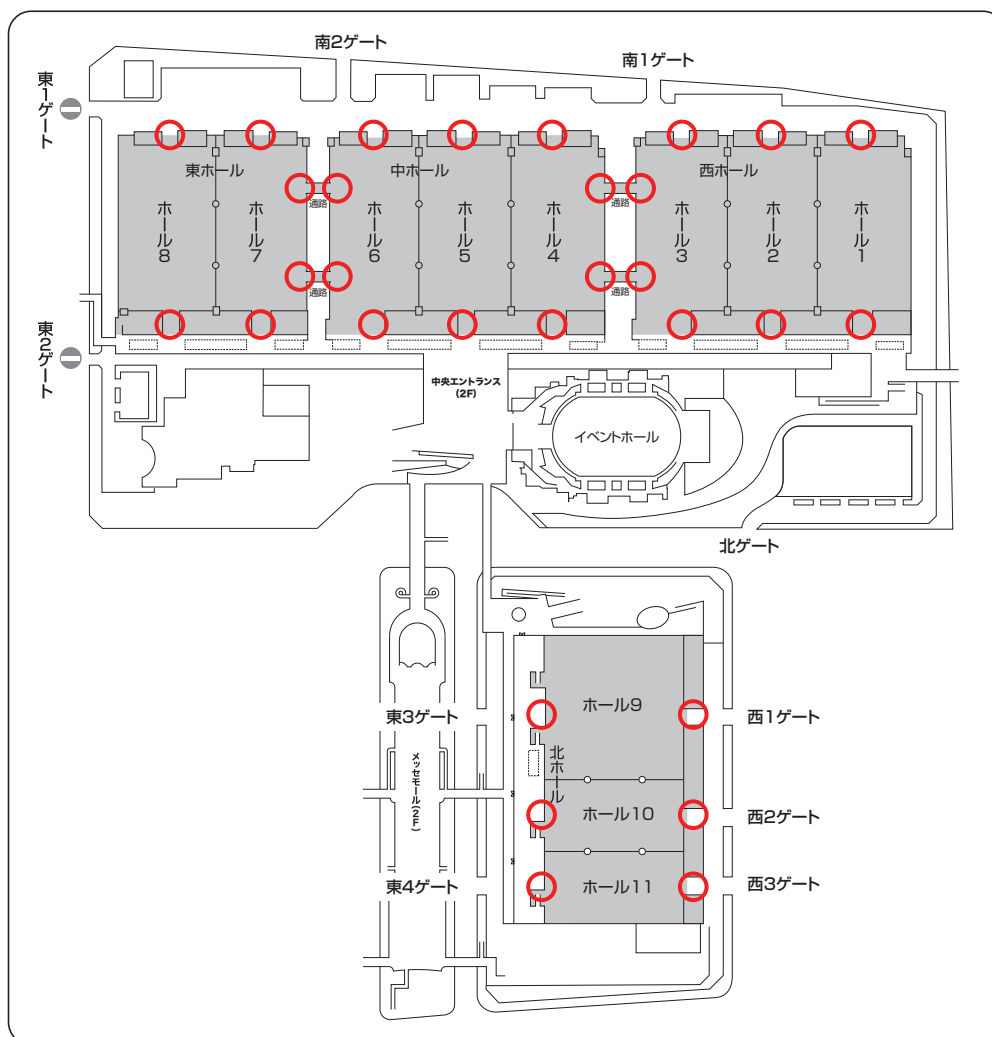 南2ゲート
南1ゲート
東1ゲート
東ホール
中ホール
西ホール
ホール8
ホール7
ホール6
ホール5
ホール4
ホール3
ホール2
ホール1
通路
通路
通路
通路
東2ゲート
中央エントランス
(2F)
イベントホール
北ゲート
東3ゲート
ホール9
西1ゲート
メッセモール(2F)
北ホール
ホール10
西2ゲート
東4ゲート
ホール11
西3ゲート